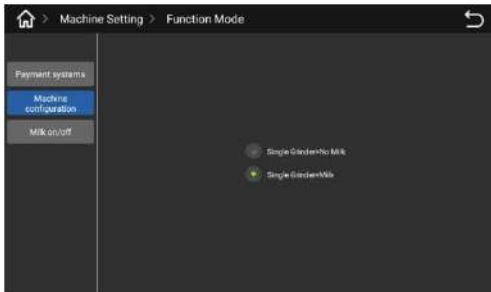 Machine Setting > Function Mode
Payment systems
Machine
configuration
Milk on/off
Single Grinder+No Milk
Single Grinder+Milk